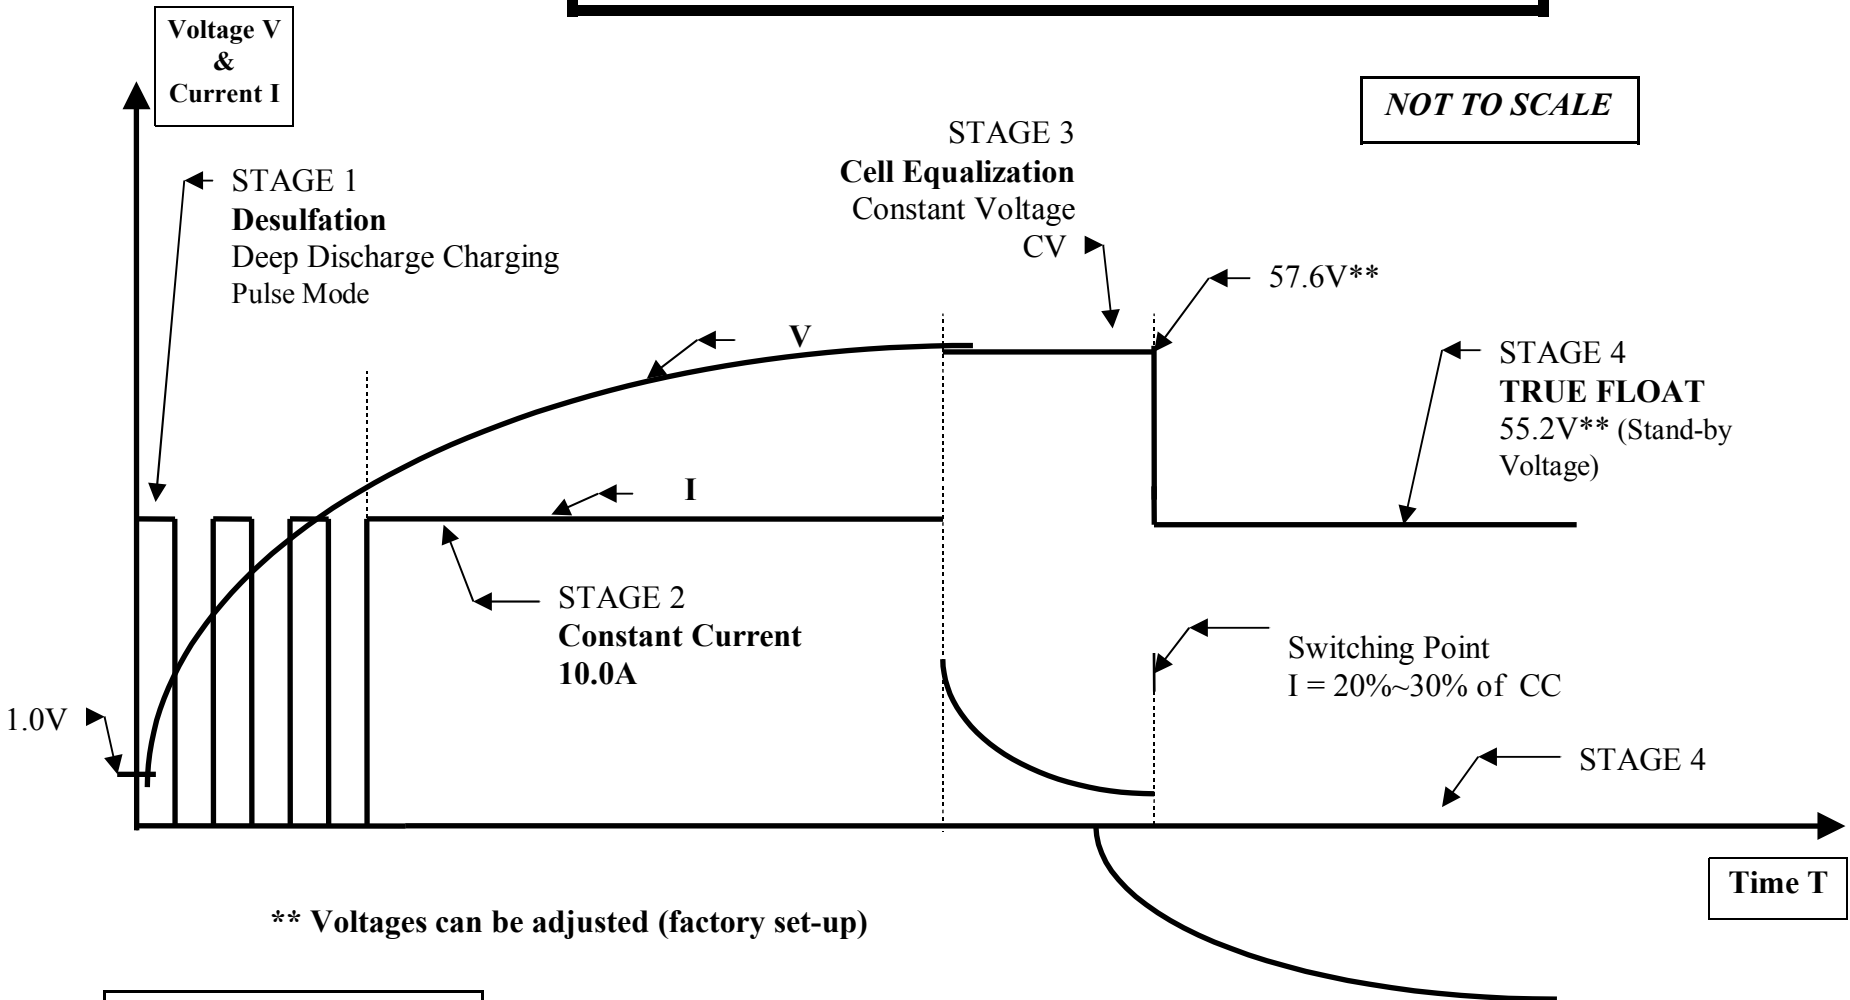 Voltage V
&
Current I
NOT TO SCALE
STAGE 1
Desulfation
Deep Discharge Charging
Pulse Mode
STAGE 3
Cell Equalization
Constant Voltage
CV
57.6V**
V
STAGE 4
TRUE FLOAT
55.2V** (Stand-by
Voltage)
I
STAGE 2
Constant Current
10.0A
Switching Point
I = 20%~30% of CC
1.0V
STAGE 4
Time T
** Voltages can be adjusted (factory set-up)